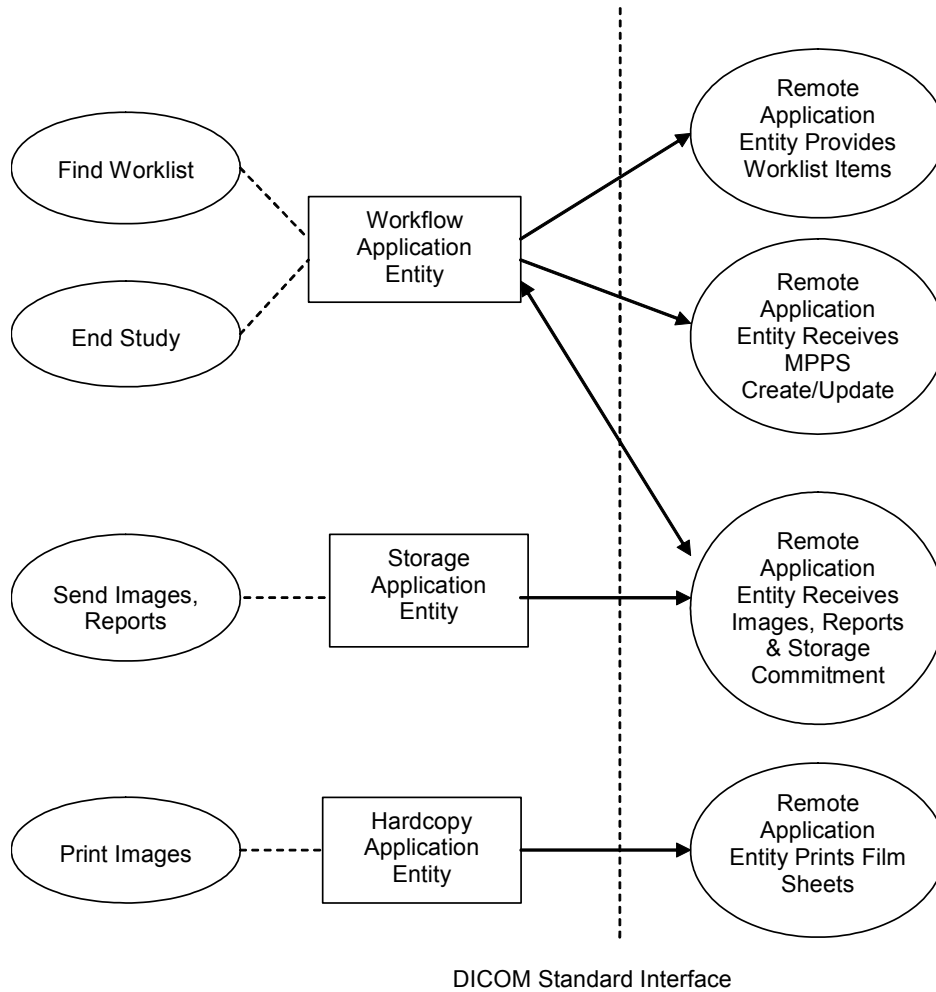 Find Worklist
End Study
Workflow
Application
Entity
Remote
Application
Entity Provides
Worklist Items
Remote
Application
Entity Receives
MPPS
Create/Update
Send Images,
Reports
Storage
Application
Entity
Remote
Application
Entity Receives
Images, Reports
& Storage
Commitment
Print Images
Hardcopy
Application
Entity
Remote
Application
Entity Prints Film
Sheets
DICOM Standard Interface